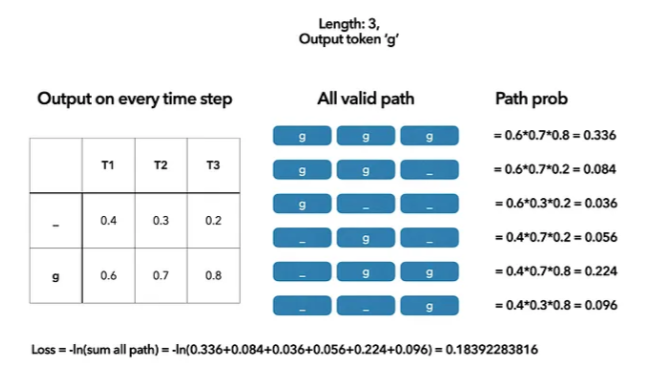 Length: 3,
Output token ‘g’
Output on every time step
All valid path
Path prob
T1 T2 T3
_ 0.4 0.3 0.2
g 0.6 0.7 0.8
g g g = 0.6*0.7*0.8 = 0.336
g g _ = 0.6*0.7*0.2 = 0.084
g _ _ = 0.6*0.3*0.2 = 0.036
_ g _ = 0.4*0.7*0.2 = 0.056
_ g g = 0.4*0.7*0.8 = 0.224
_ _ g = 0.4*0.3*0.8 = 0.096
Loss = -ln(sum all path) = -ln(0.336+0.084+0.036+0.056+0.224+0.096) = 0.18392283816